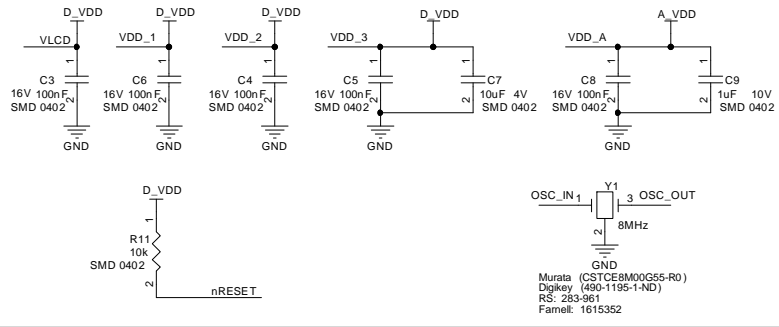 D_VDD
VLCD
1
C3
16V 100nF
SMD 0402
2
GND
D_VDD
VDD_1
1
C6
16V 100nF
SMD 0402
2
GND
D_VDD
VDD_2
1
C4
16V 100nF
SMD 0402
2
GND
D_VDD
VDD_3
1
C5
16V 100nF
SMD 0402
2
GND
1
C7
10uF 4V
SMD 0402
2
A_VDD
VDD_A
1
C8
16V 100nF
SMD 0402
2
GND
1
C9
1uF 10V
SMD 0402
2
D_VDD
1
R11
10k
SMD 0402
2
nRESET
Y1
OSC_IN 1
3 OSC_OUT
8MHz
2
GND
Murata (CSTCE8M00G55-R0)
Digikey (490-1195-1-ND)
RS: 283-961
Farnell: 1615352